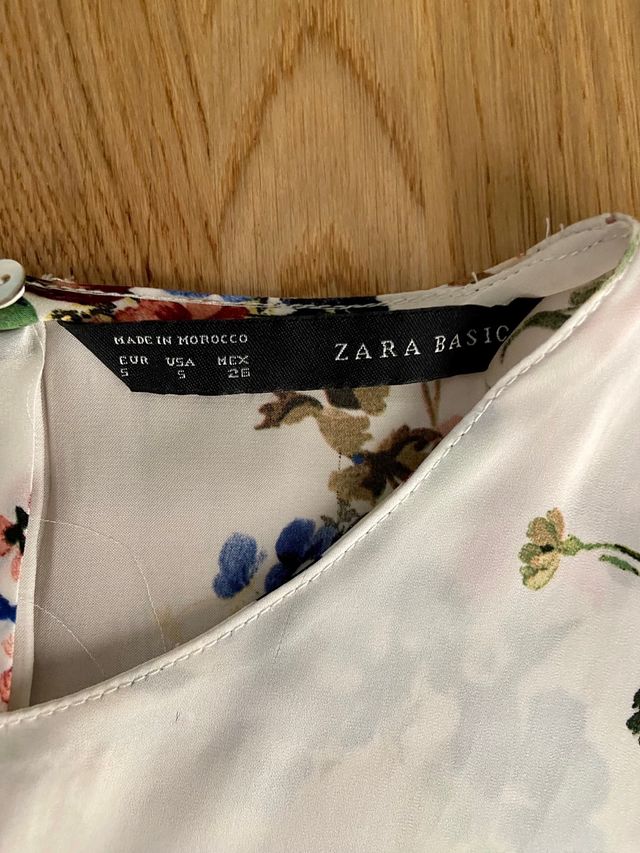 MADE IN MOROCCO
EUR USA MEX
S S 26
ZARA BASIC